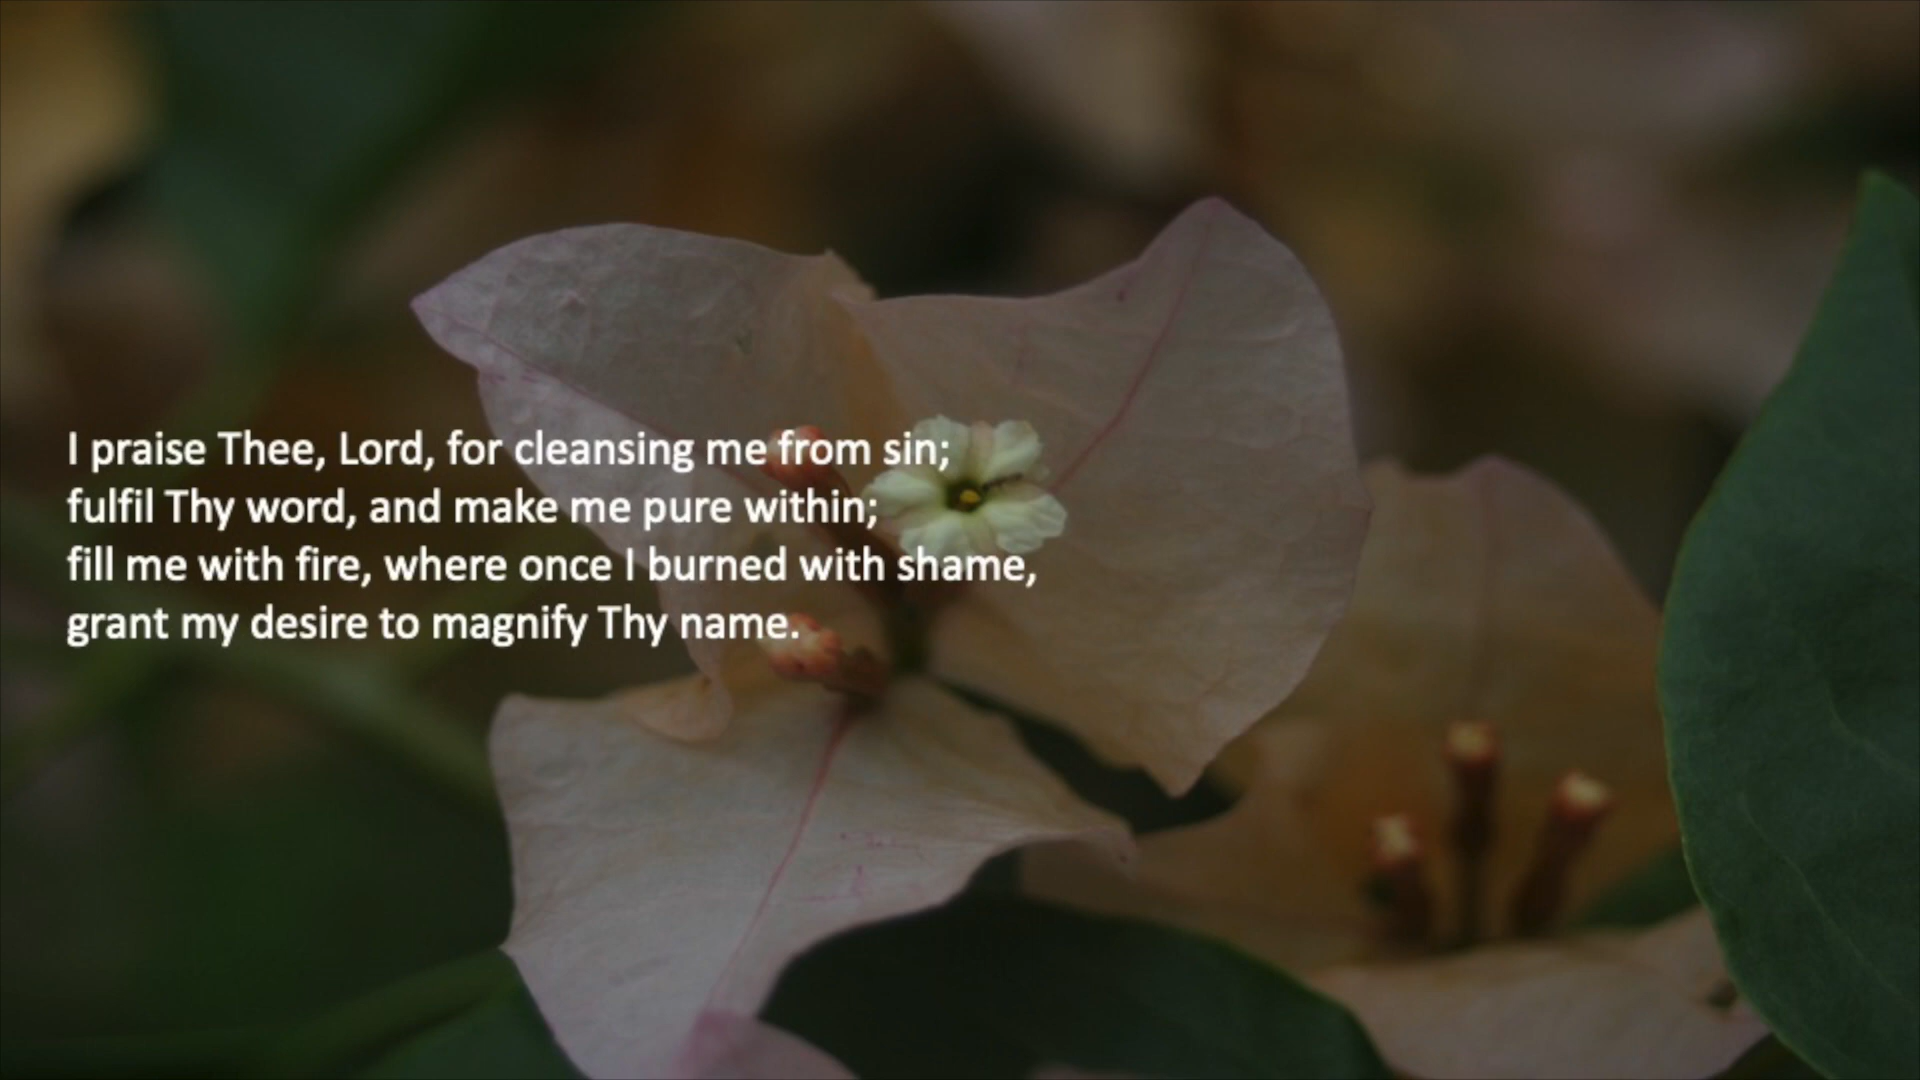 I praise Thee, Lord, for cleansing me from sin;
fulfil Thy word, and make me pure within;
fill me with fire, where once I burned with shame,
grant my desire to magnify Thy name.